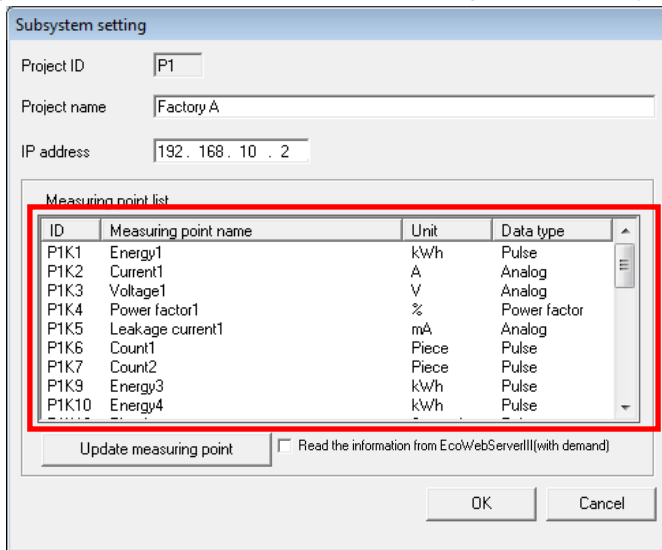 Subsystem setting
Project ID P1
Project name Factory A
IP address 192 . 168 . 10 . 2
Measuring point list
ID Measuring point name Unit Data type
P1K1 Energy1 kWh Pulse
P1K2 Current1 A Analog
P1K3 Voltage1 V Analog
P1K4 Power factor1 % Power factor
P1K5 Leakage current1 mA Analog
P1K6 Count1 Piece Pulse
P1K7 Count2 Piece Pulse
P1K9 Energy3 kWh Pulse
P1K10 Energy4 kWh Pulse
Update measuring point Read the information from EcoWebServerIII(with demand)
OK Cancel